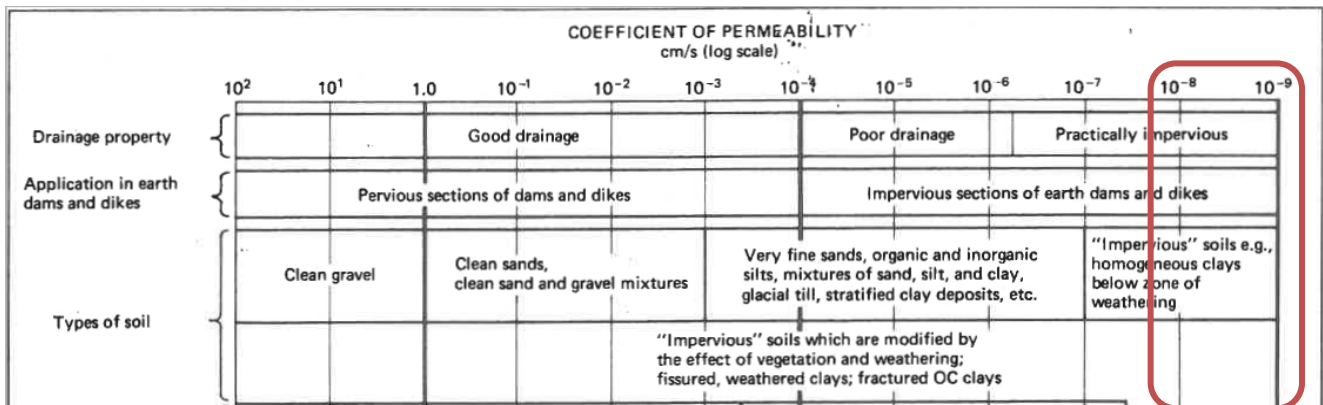 COEFFICIENT OF PERMEABILITY
cm/s (log scale)
10² 10¹ 1.0 10⁻¹ 10⁻² 10⁻³ 10⁻⁴ 10⁻⁵ 10⁻⁶ 10⁻⁷ 10⁻⁸ 10⁻⁹
Drainage property
Good drainage
Poor drainage
Practically impervious
Application in earth
dams and dikes
Pervious sections of dams and dikes
Impervious sections of earth dams and dikes
Types of soil
Clean gravel
Clean sands,
clean sand and gravel mixtures
Very fine sands, organic and inorganic
silts, mixtures of sand, silt, and clay,
glacial till, stratified clay deposits, etc.
"Impervious" soils e.g.,
homogeneous clays
below zone of
weathering
"Impervious" soils which are modified by
the effect of vegetation and weathering;
fissured, weathered clays; fractured OC clays